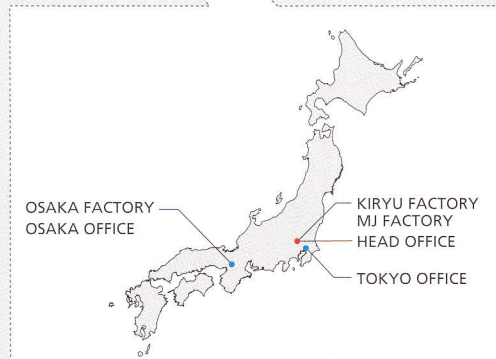 OSAKA FACTORY
OSAKA OFFICE
KIRYU FACTORY
MJ FACTORY
HEAD OFFICE
TOKYO OFFICE